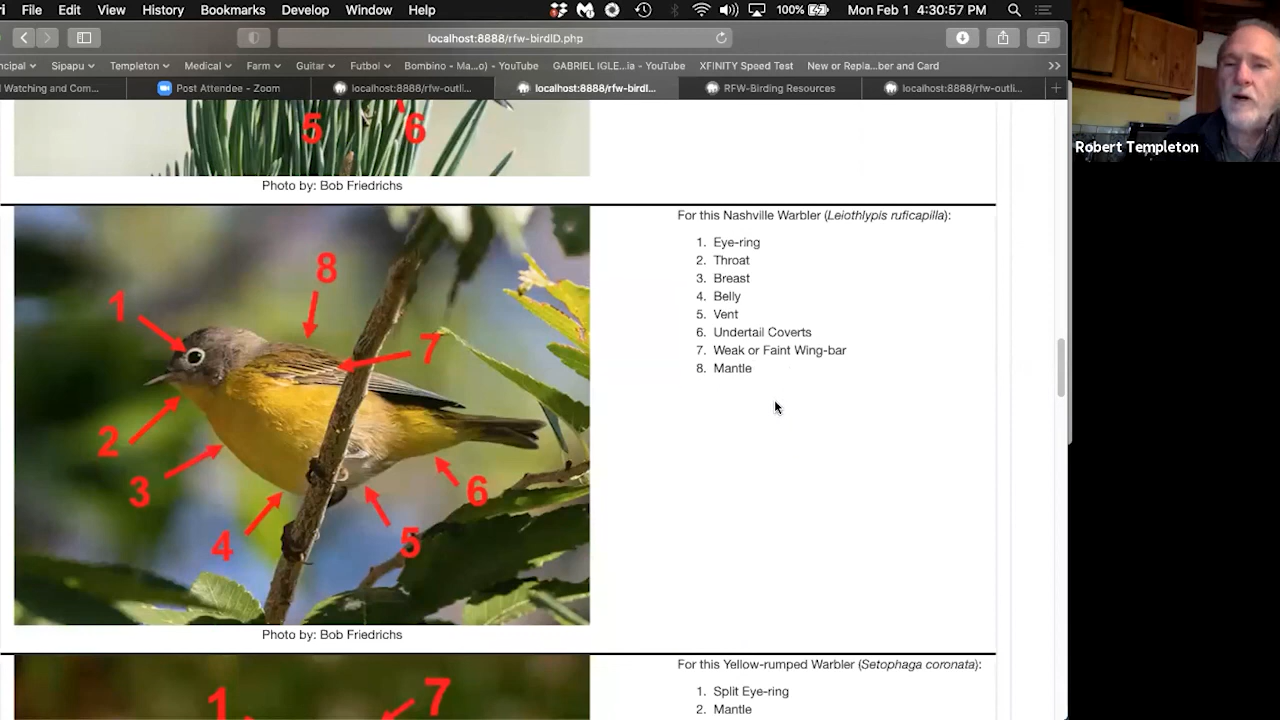 ri File Edit View History Bookmarks Develop Window Help 100% Mon Feb 1 4:30:57 PM
localhost:8888/rfw-birdID.php
ncipal Sipapu Templeton Medical Farm Guitar Futbol Bombino - Ma...o) – YouTube GABRIEL IGLE...ia - YouTube XFINITY Speed Test New or Repla...ber and Card
Watching and Com... Post Attendee - Zoom localhost:8888/rfw-outli... localhost:8888/rfw-birdI... RFW-Birding Resources localhost:8888/rfw-outli...
Robert Templeton
5 6
Photo by: Bob Friedrichs
For this Nashville Warbler (Leiothlypis ruficapilla):
1. Eye-ring
2. Throat
3. Breast
4. Belly
5. Vent
6. Undertail Coverts
7. Weak or Faint Wing-bar
8. Mantle
8
1
7
2
3
6
4
5
Photo by: Bob Friedrichs
For this Yellow-rumped Warbler (Setophaga coronata):
1. Split Eye-ring
2. Mantle
1 7